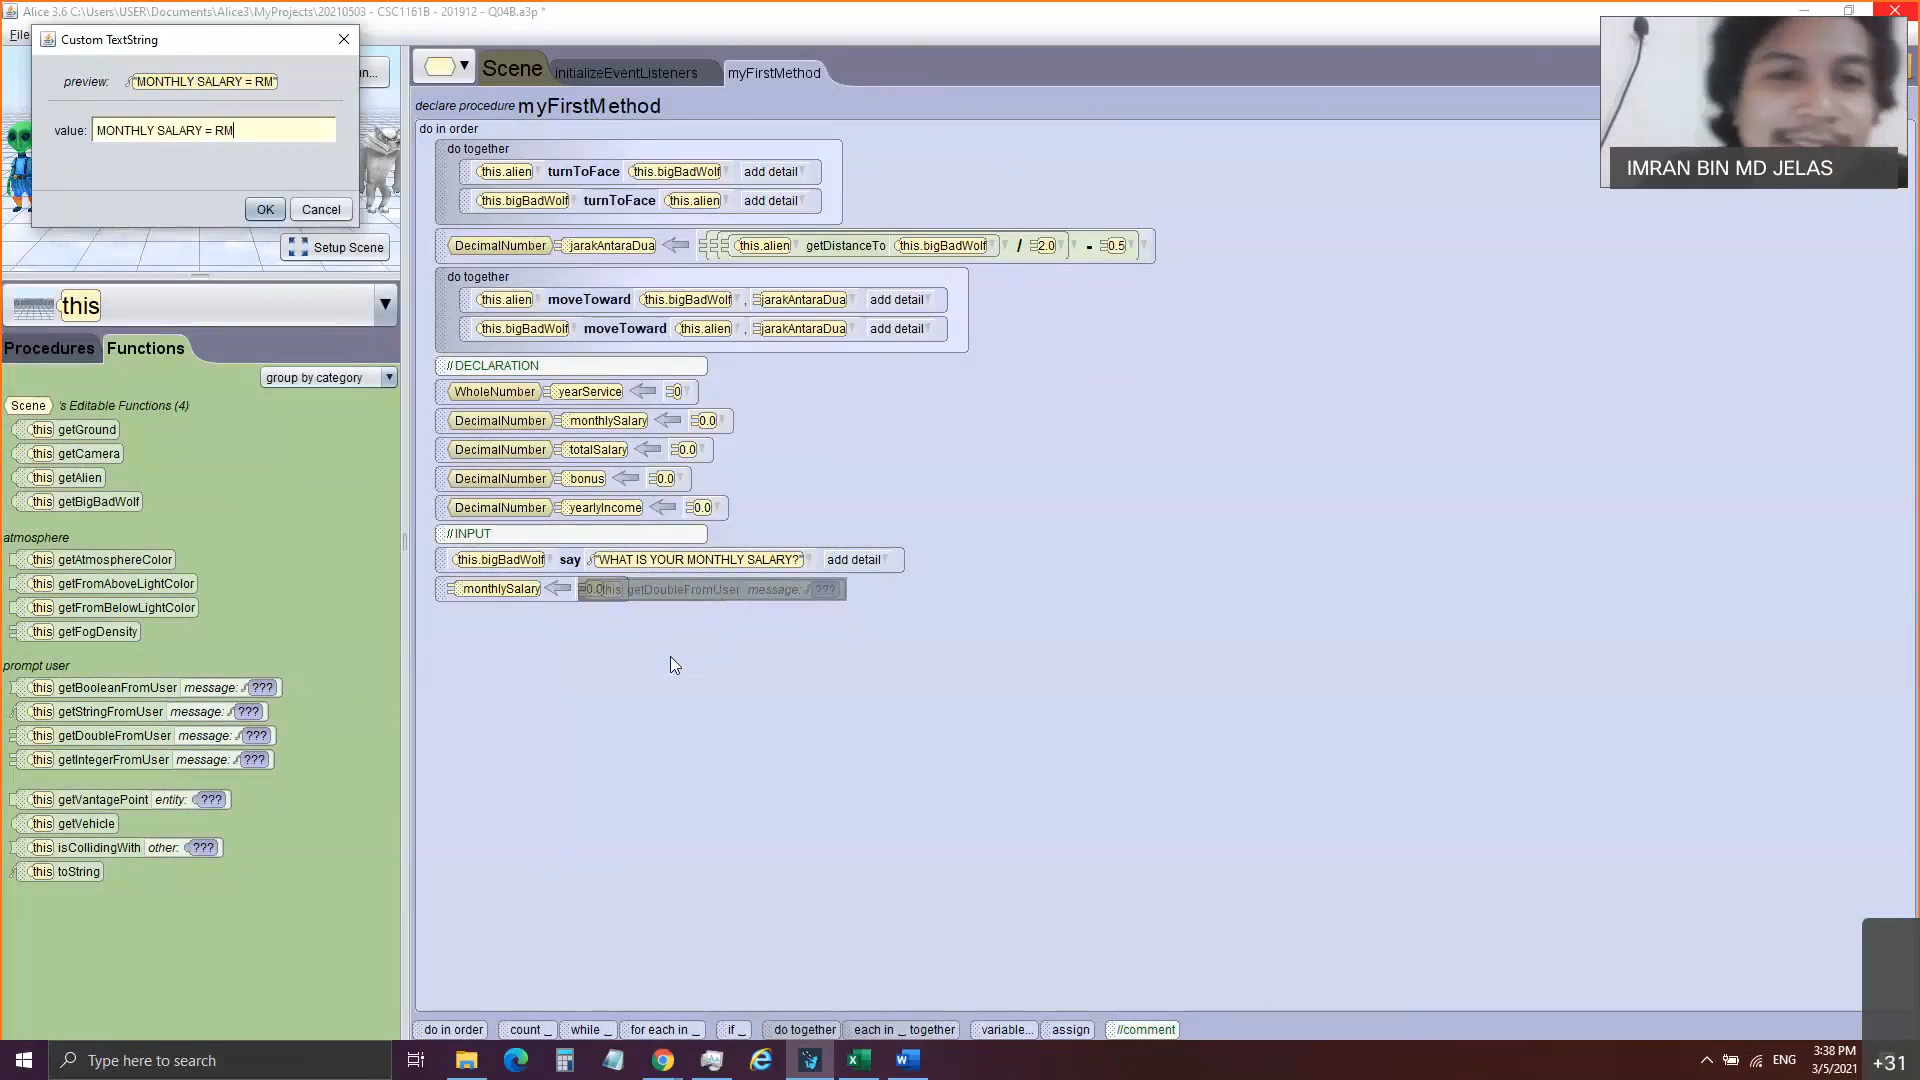 Alice 3.6 C:\Users\USER\Documents\Alice3\MyProjects\20210503 - CSC1161B - 201912 - Q04B.a3p *
File
Custom TextString
preview: "MONTHLY SALARY = RM"
value: MONTHLY SALARY = RM
OK Cancel
n...
Setup Scene
this
Procedures Functions
group by category
Scene 's Editable Functions (4)
this getGround
this getCamera
this getAlien
this getBigBadWolf
atmosphere
this getAtmosphereColor
this getFromAboveLightColor
this getFromBelowLightColor
this getFogDensity
prompt user
this getBooleanFromUser message: ???
this getStringFromUser message: ???
this getDoubleFromUser message: ???
this getIntegerFromUser message: ???
this getVantagePoint entity: ???
this getVehicle
this isCollidingWith other: ???
this toString
Scene initializeEventListeners myFirstMethod
declare procedure myFirstMethod
do in order
do together
this.alien turnToFace this.bigBadWolf add detail
this.bigBadWolf turnToFace this.alien add detail
DecimalNumber jarakAntaraDua this.alien getDistanceTo this.bigBadWolf / 2.0 - 0.5
do together
this.alien moveToward this.bigBadWolf , jarakAntaraDua add detail
this.bigBadWolf moveToward this.alien , jarakAntaraDua add detail
//DECLARATION
WholeNumber yearService 0
DecimalNumber monthlySalary 0.0
DecimalNumber totalSalary 0.0
DecimalNumber bonus 0.0
DecimalNumber yearlyIncome 0.0
//INPUT
this.bigBadWolf say "WHAT IS YOUR MONTHLY SALARY?" add detail
monthlySalary 0.0 this getDoubleFromUser message: ???
do in order count _ while _ for each in _ if _ do together each in _ together variable... assign //comment
IMRAN BIN MD JELAS
Type here to search
ENG
3:38 PM
3/5/2021
+31